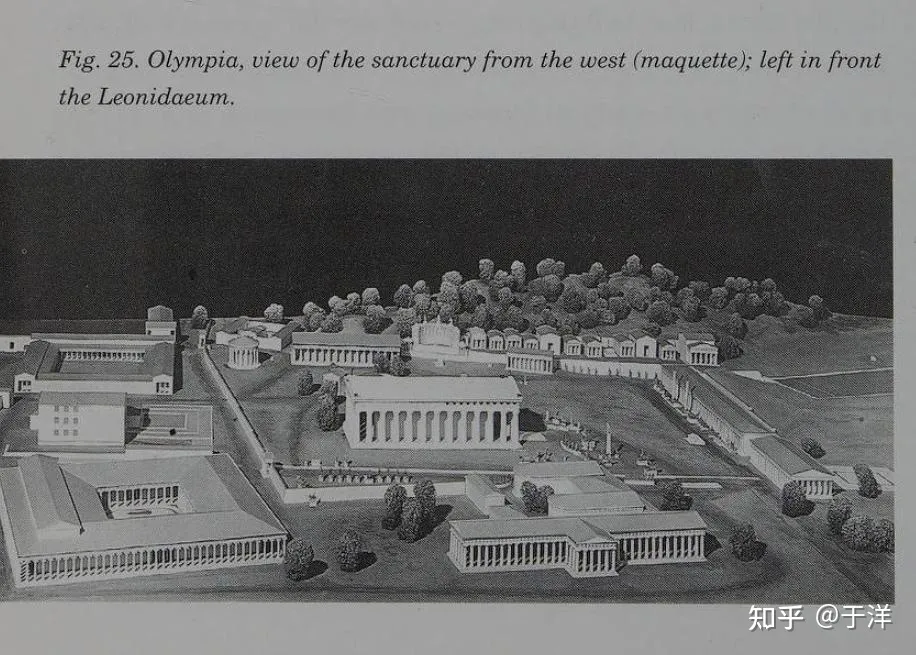 Fig. 25. Olympia, view of the sanctuary from the west (maquette); left in front
the Leonidaeum.
知乎 @于洋